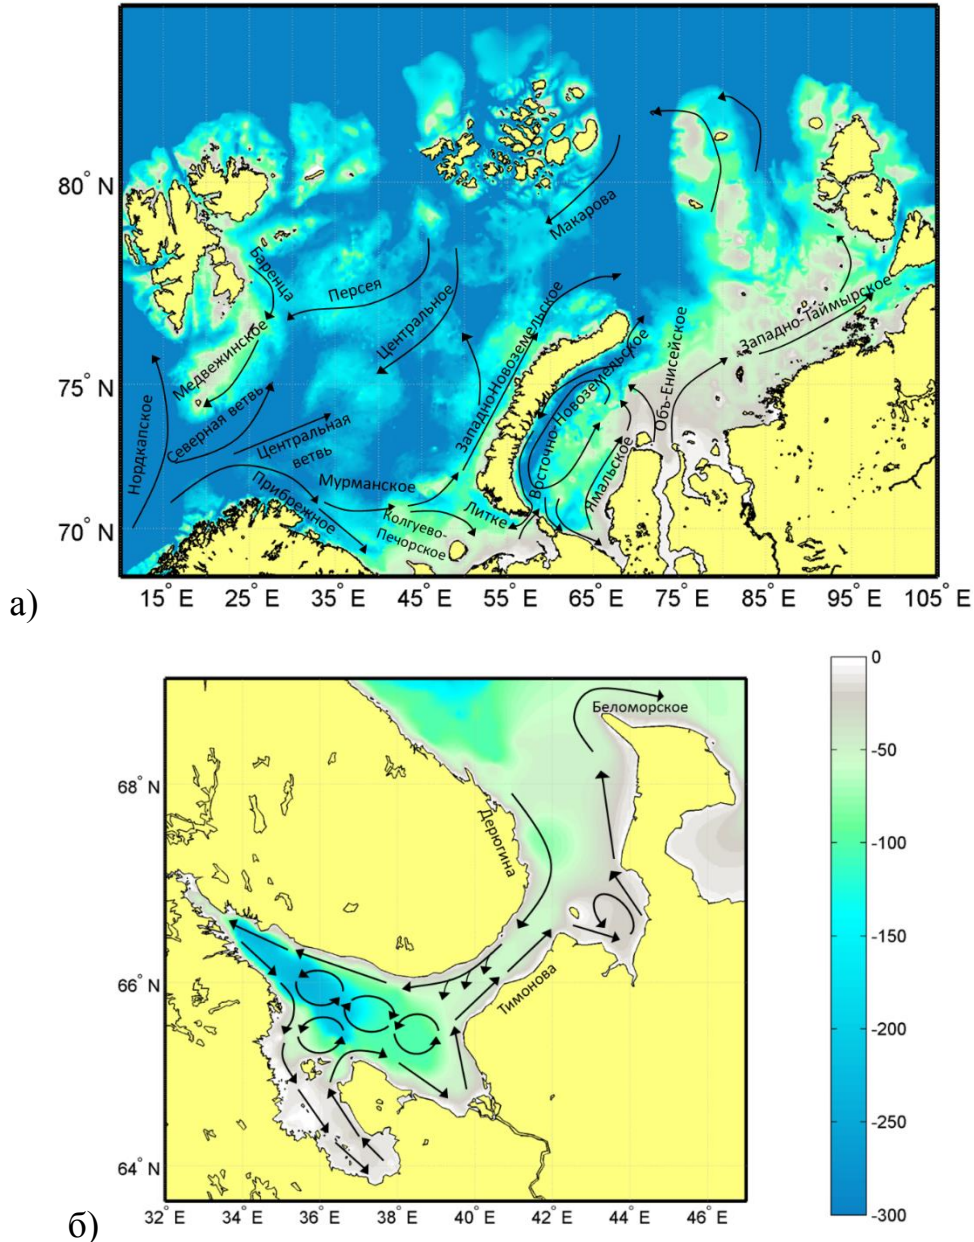 80° N
75° N
70° N
Баренца
Персея
Макарова
Центральное
Медвежинское
Западно-Новоземельское
Восточно-Новоземельское
Объ-Енисейское
Западно-Таймырское
Нордкапское
Северная ветвь
Центральная
ветвь
Мурманское
Прибрежное
Колгуево-
Печорское
Литке
Ямальское
15° E 25° E 35° E 45° E 55° E 65° E 75° E 85° E 95° E 105° E
а)
Беломорское
Дерюгина
Тимонова
68° N
66° N
64° N
32° E 34° E 36° E 38° E 40° E 42° E 44° E 46° E
б)
0
-50
-100
-150
-200
-250
-300